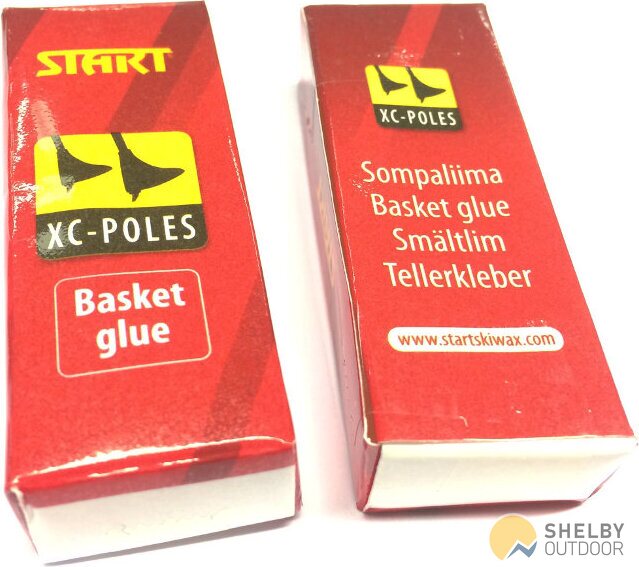 START
XC-POLES
Basket
glue
XC-POLES
Sompaliima
Basket glue
Smältlim
Tellerkleber
www.startskiwax.com
SHELBY
OUTDOOR